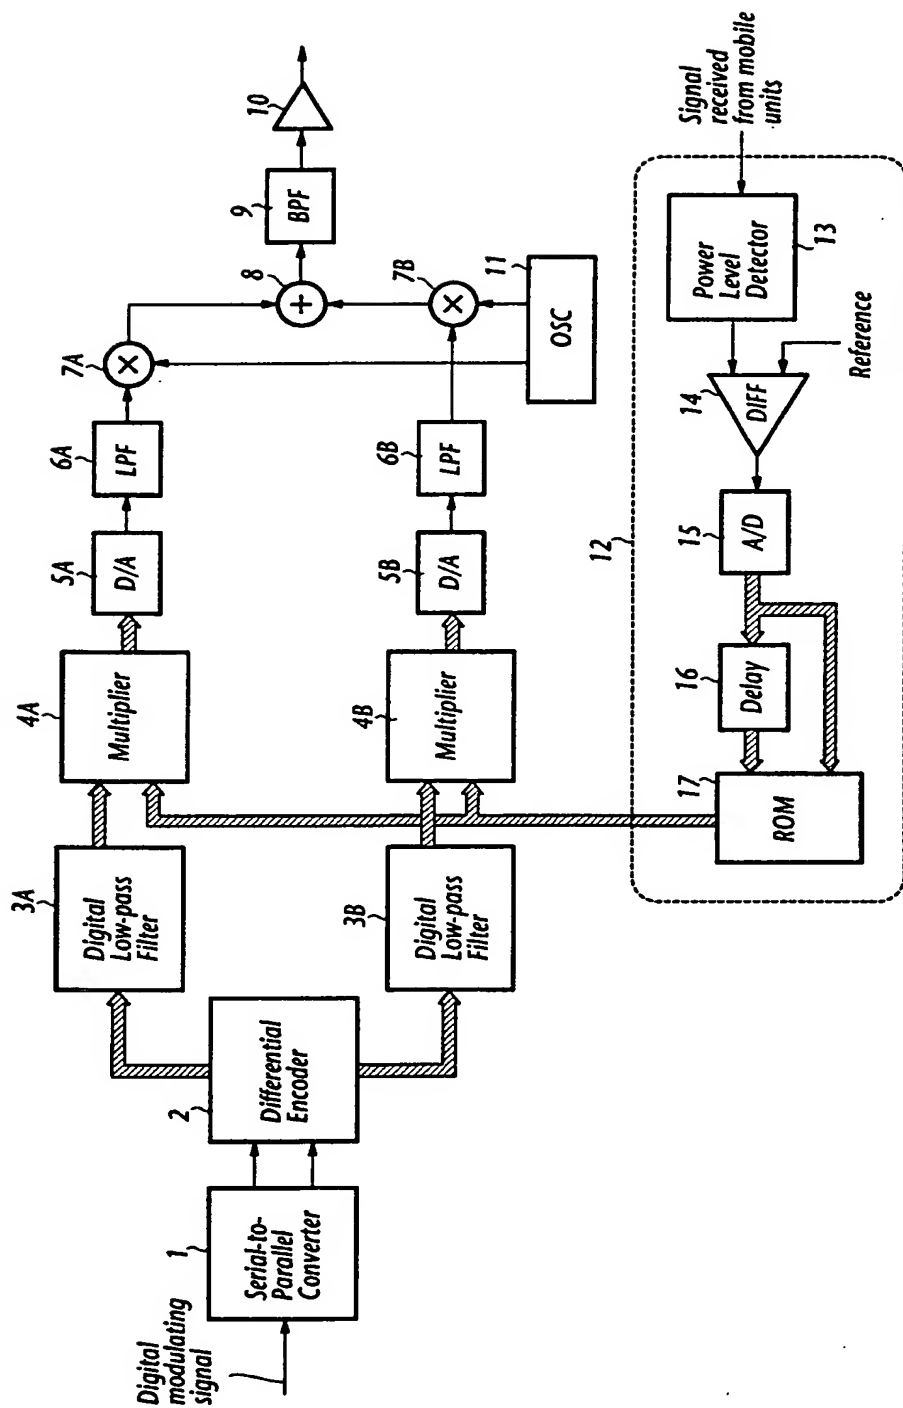 Digital
modulating
signal
1
Serial-to-
Parallel
Converter
2
Differential
Encoder
3A
Digital
Low-pass
Filter
3B
Digital
Low-pass
Filter
4A
Multiplier
4B
Multiplier
5A
D/A
5B
D/A
6A
LPF
6B
LPF
7A
×
7B
×
8
+
9
BPF
10
11
OSC
12
13
Power
Level
Detector
Signal
received
from mobile
units
14
DIFF
Reference
15
A/D
16
Delay
17
ROM